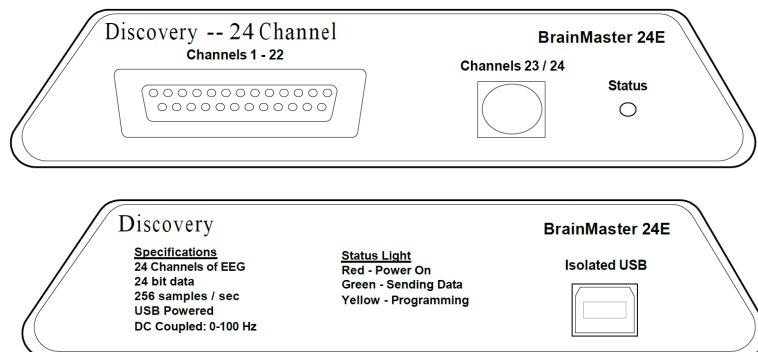 Discovery -- 24 Channel
BrainMaster 24E
Channels 1 - 22
Channels 23 / 24
Status
Discovery
BrainMaster 24E
Specifications
24 Channels of EEG
24 bit data
256 samples / sec
USB Powered
DC Coupled: 0-100 Hz
Status Light
Red - Power On
Green - Sending Data
Yellow - Programming
Isolated USB